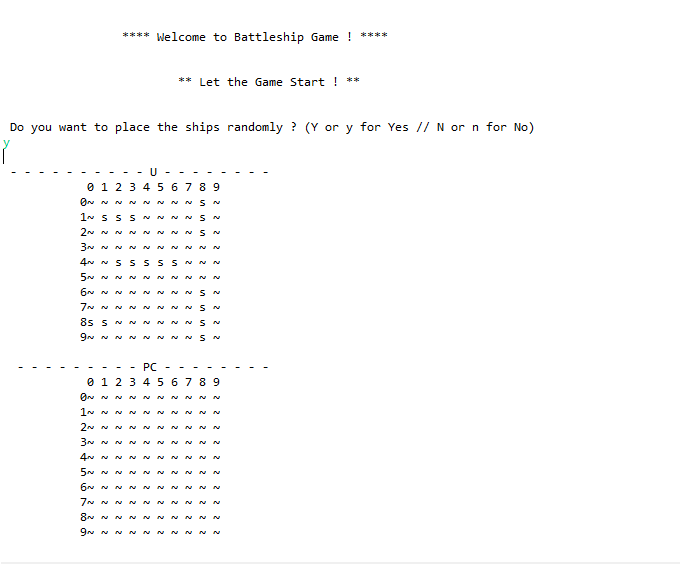 **** Welcome to Battleship Game ! ****
** Let the Game Start ! **
Do you want to place the ships randomly ? (Y or y for Yes // N or n for No)
y
- - - - - - - - - - U - - - - - - - -
0 1 2 3 4 5 6 7 8 9
0~ ~ ~ ~ ~ ~ ~ ~ s ~
1~ s s s ~ ~ ~ ~ s ~
2~ ~ ~ ~ ~ ~ ~ ~ s ~
3~ ~ ~ ~ ~ ~ ~ ~ ~ ~
4~ ~ s s s s s ~ ~ ~
5~ ~ ~ ~ ~ ~ ~ ~ ~ ~
6~ ~ ~ ~ ~ ~ ~ ~ s ~
7~ ~ ~ ~ ~ ~ ~ ~ s ~
8s s ~ ~ ~ ~ ~ ~ s ~
9~ ~ ~ ~ ~ ~ ~ ~ s ~
- - - - - - - - - PC - - - - - - - -
0 1 2 3 4 5 6 7 8 9
0~ ~ ~ ~ ~ ~ ~ ~ ~ ~
1~ ~ ~ ~ ~ ~ ~ ~ ~ ~
2~ ~ ~ ~ ~ ~ ~ ~ ~ ~
3~ ~ ~ ~ ~ ~ ~ ~ ~ ~
4~ ~ ~ ~ ~ ~ ~ ~ ~ ~
5~ ~ ~ ~ ~ ~ ~ ~ ~ ~
6~ ~ ~ ~ ~ ~ ~ ~ ~ ~
7~ ~ ~ ~ ~ ~ ~ ~ ~ ~
8~ ~ ~ ~ ~ ~ ~ ~ ~ ~
9~ ~ ~ ~ ~ ~ ~ ~ ~ ~